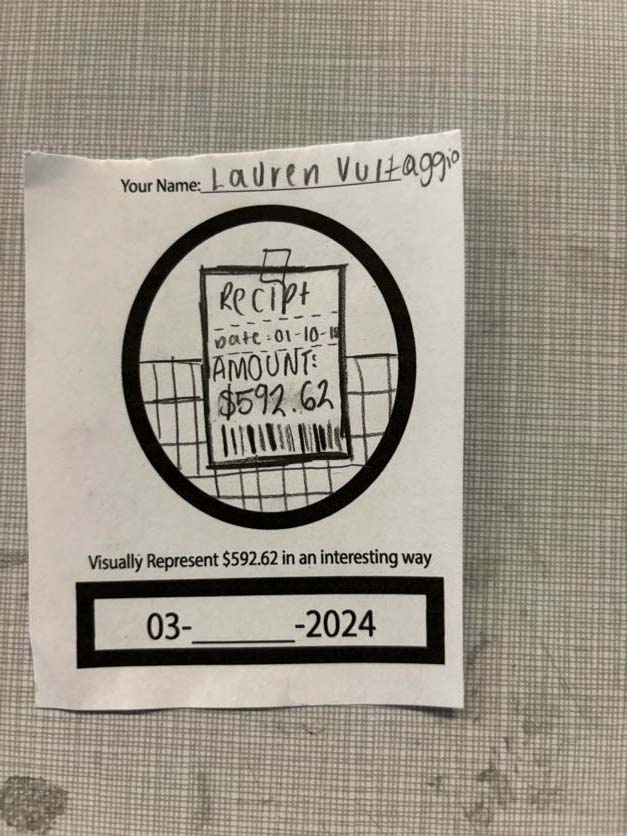 Your Name: Lauren Vultaggio
Recipt
Date: 01-10-18
AMOUNT:
$592.62
Visually Represent $592.62 in an interesting way
03-______-2024